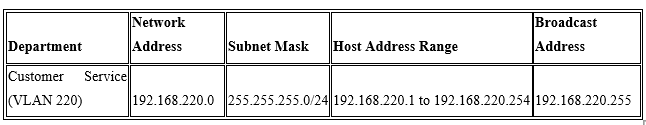 Department
Network Address
Subnet Mask
Host Address Range
Broadcast Address
Customer Service (VLAN 220)
192.168.220.0
255.255.255.0/24
192.168.220.1 to 192.168.220.254
192.168.220.255